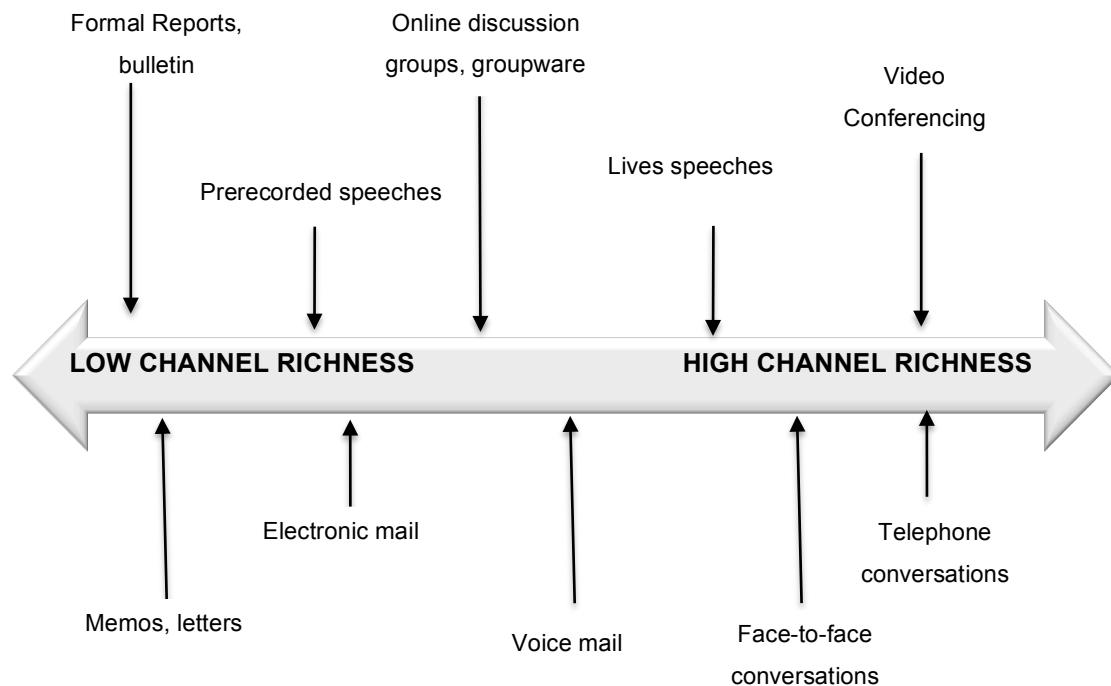 Formal Reports,
bulletin
Online discussion
groups, groupware
Video
Conferencing
Lives speeches
Prerecorded speeches
LOW CHANNEL RICHNESS
HIGH CHANNEL RICHNESS
Electronic mail
Telephone
conversations
Memos, letters
Voice mail
Face-to-face
conversations